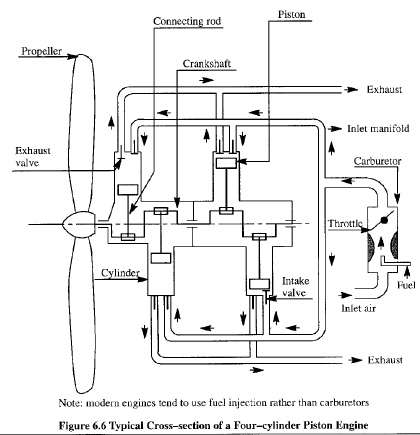 Piston
Connecting rod
Propeller
Crankshaft
Exhaust
Inlet manifold
Exhaust
valve
Carburetor
Throttle
Cylinder
Intake
valve
Fuel
Inlet air
Exhaust
Note: modern engines tend to use fuel injection rather than carburetors
Figure 6.6 Typical Cross–section of a Four–cylinder Piston Engine